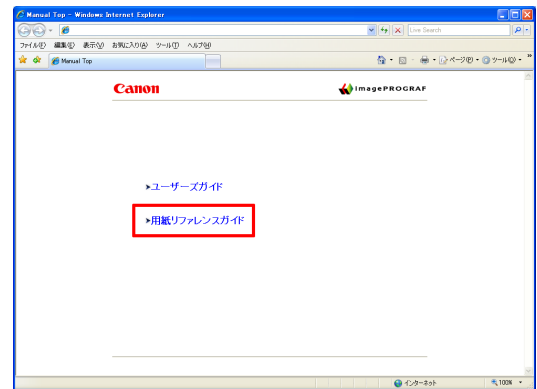 Manual Top - Windows Internet Explorer
Live Search
ファイル(F) 編集(E) 表示(V) お気に入り(A) ツール(T) ヘルプ(H)
Manual Top
ページ(P) ツール(O)
Canon
imagePROGRAF
ユーザーズガイド
用紙リファレンスガイド
インターネット
100%